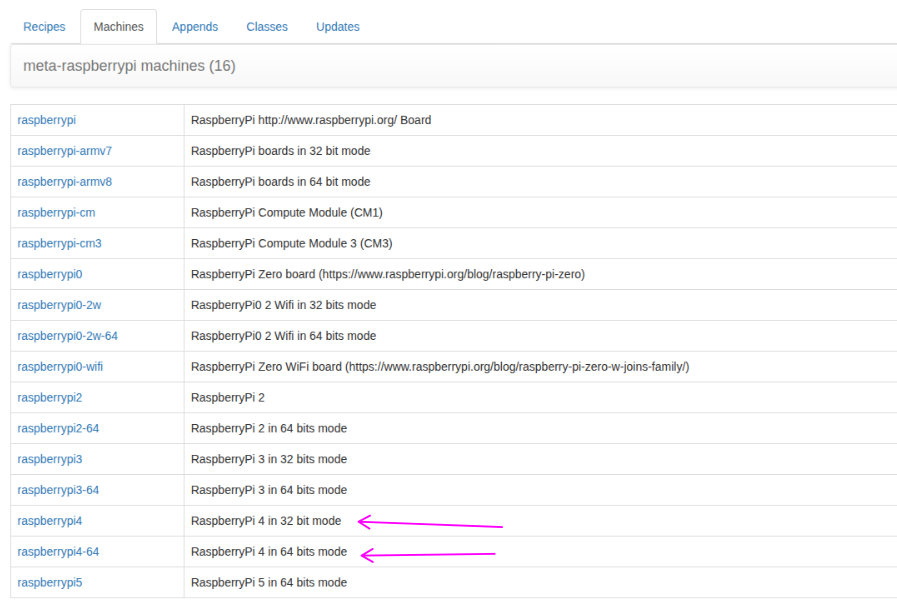 Recipes Machines Appends Classes Updates
meta-raspberrypi machines (16)
raspberrypi RaspberryPi http://www.raspberrypi.org/ Board
raspberrypi-armv7 RaspberryPi boards in 32 bit mode
raspberrypi-armv8 RaspberryPi boards in 64 bit mode
raspberrypi-cm RaspberryPi Compute Module (CM1)
raspberrypi-cm3 RaspberryPi Compute Module 3 (CM3)
raspberrypi0 RaspberryPi Zero board (https://www.raspberrypi.org/blog/raspberry-pi-zero)
raspberrypi0-2w RaspberryPi0 2 Wifi in 32 bits mode
raspberrypi0-2w-64 RaspberryPi0 2 Wifi in 64 bits mode
raspberrypi0-wifi RaspberryPi Zero WiFi board (https://www.raspberrypi.org/blog/raspberry-pi-zero-w-joins-family/)
raspberrypi2 RaspberryPi 2
raspberrypi2-64 RaspberryPi 2 in 64 bits mode
raspberrypi3 RaspberryPi 3 in 32 bits mode
raspberrypi3-64 RaspberryPi 3 in 64 bits mode
raspberrypi4 RaspberryPi 4 in 32 bit mode
raspberrypi4-64 RaspberryPi 4 in 64 bits mode
raspberrypi5 RaspberryPi 5 in 64 bits mode